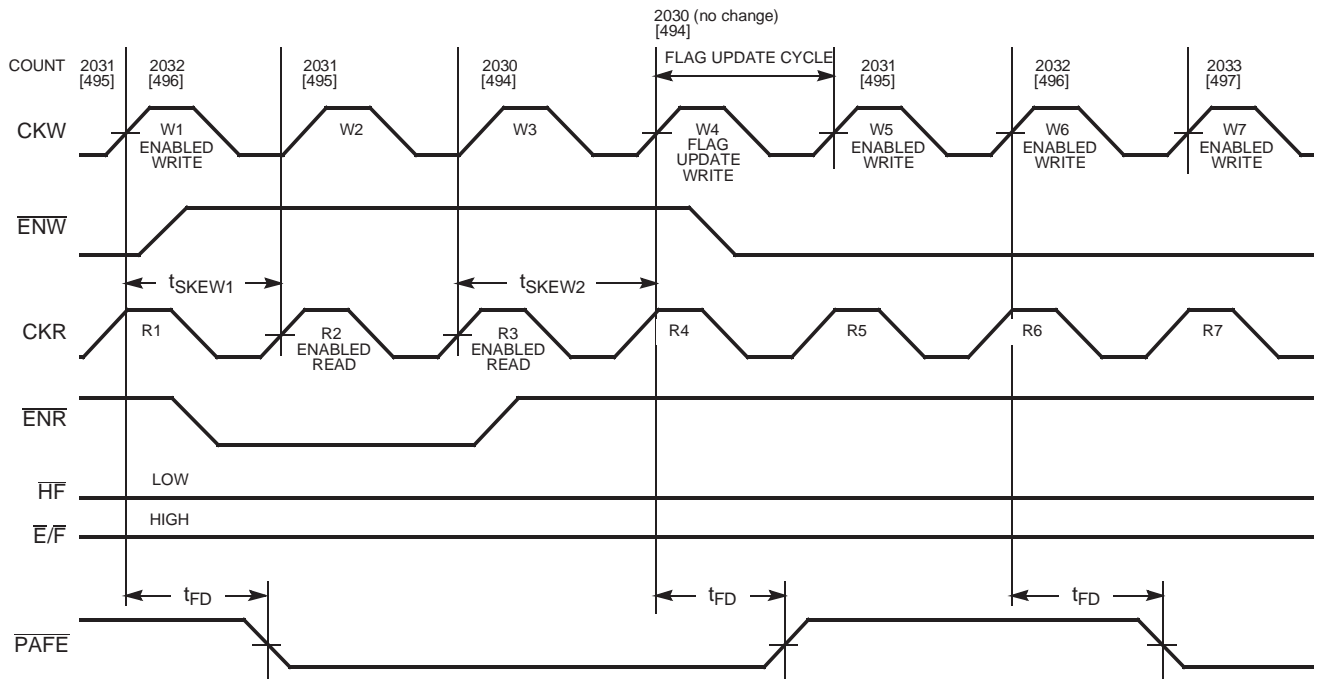 2030 (no change)
[494]
COUNT 2031 2032 2031 2030 FLAG UPDATE CYCLE 2031 2032 2033
[495] [496] [495] [494] [495] [496] [497]
CKW W1 W2 W3 W4 W5 W6 W7
ENABLED FLAG ENABLED ENABLED ENABLED
WRITE UPDATE WRITE WRITE WRITE
WRITE
ENW
tSKEW1 tSKEW2
CKR R1 R2 R3 R4 R5 R6 R7
ENABLED ENABLED
READ READ
ENR
LOW
HF
HIGH
E/F
tFD tFD tFD
PAFE